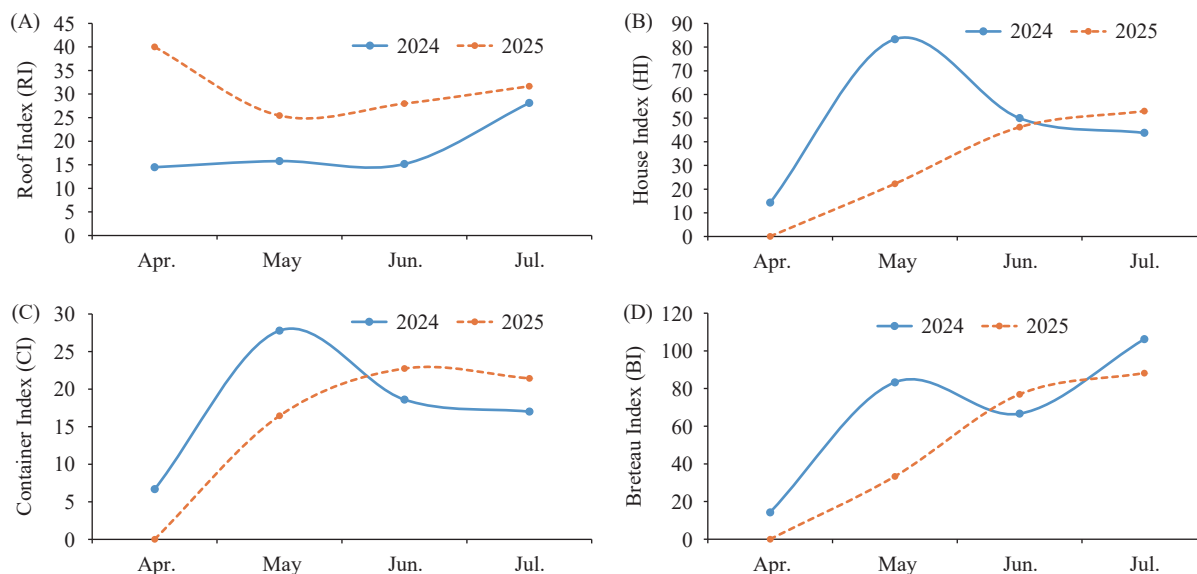 (A)
Roof Index (RI)
45
40
35
30
25
20
15
10
5
0
2024
2025
Apr.
May
Jun.
Jul.
(B)
House Index (HI)
90
80
70
60
50
40
30
20
10
0
2024
2025
Apr.
May
Jun.
Jul.
(C)
Container Index (CI)
30
25
20
15
10
5
0
2024
2025
Apr.
May
Jun.
Jul.
(D)
Breteau Index (BI)
120
100
80
60
40
20
0
2024
2025
Apr.
May
Jun.
Jul.